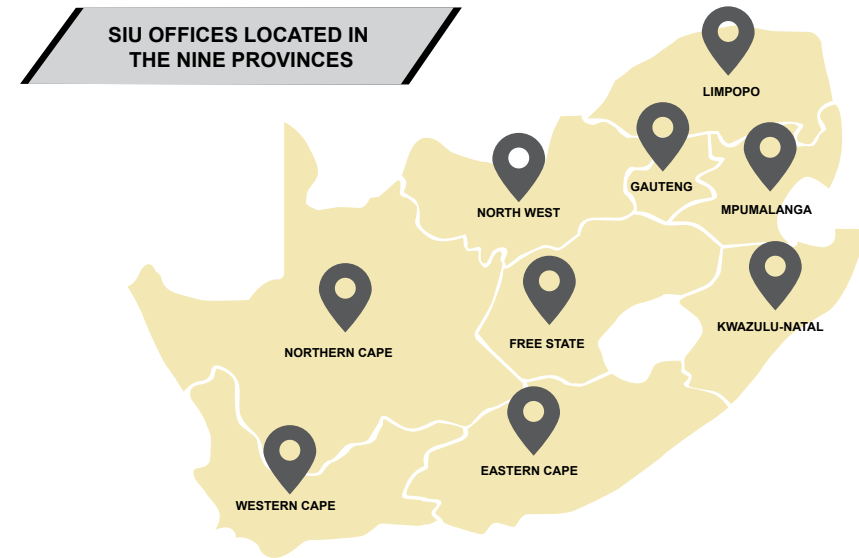 SIU OFFICES LOCATED IN
THE NINE PROVINCES
LIMPOPO
GAUTENG
MPUMALANGA
NORTH WEST
KWAZULU-NATAL
FREE STATE
NORTHERN CAPE
EASTERN CAPE
WESTERN CAPE